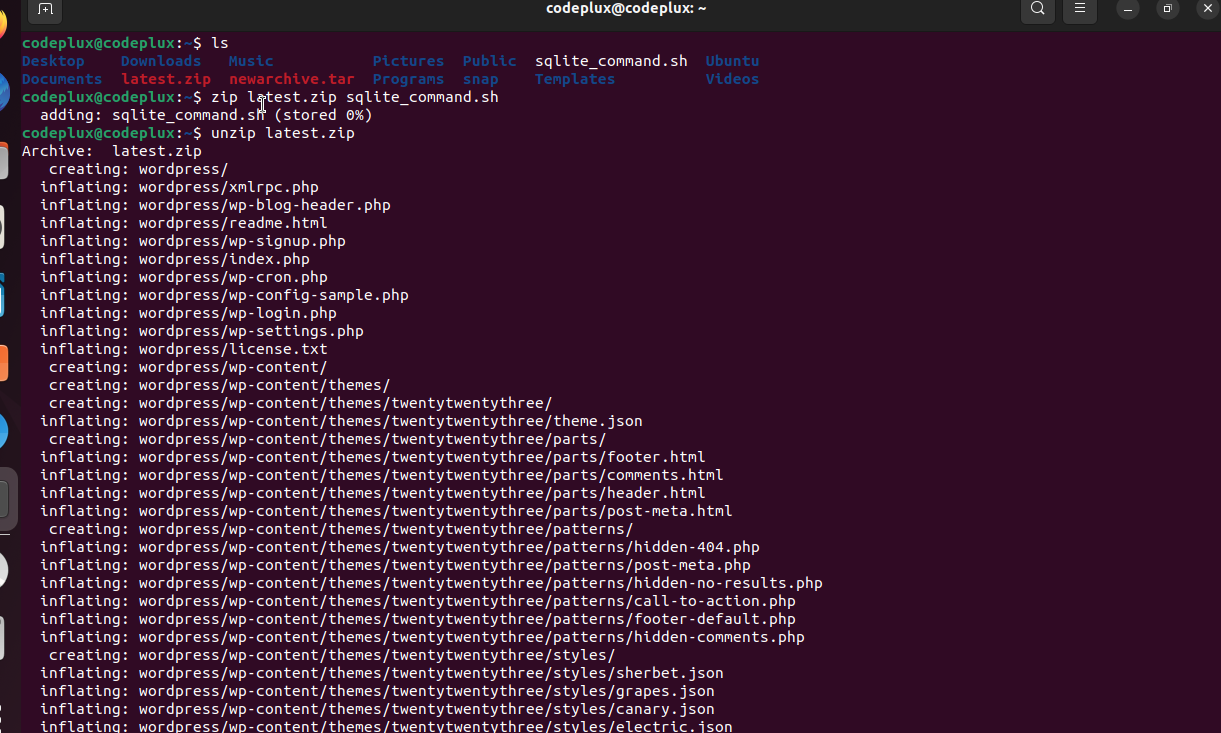 codeplux@codeplux: ~
codeplux@codeplux:~$ ls
Desktop Downloads Music Pictures Public sqlite_command.sh Ubuntu
Documents latest.zip newarchive.tar Programs snap Templates Videos
codeplux@codeplux:~$ zip latest.zip sqlite_command.sh
adding: sqlite_command.sh (stored 0%)
codeplux@codeplux:~$ unzip latest.zip
Archive: latest.zip
creating: wordpress/
inflating: wordpress/xmlrpc.php
inflating: wordpress/wp-blog-header.php
inflating: wordpress/readme.html
inflating: wordpress/wp-signup.php
inflating: wordpress/index.php
inflating: wordpress/wp-cron.php
inflating: wordpress/wp-config-sample.php
inflating: wordpress/wp-login.php
inflating: wordpress/wp-settings.php
inflating: wordpress/license.txt
creating: wordpress/wp-content/
creating: wordpress/wp-content/themes/
creating: wordpress/wp-content/themes/twentytwentythree/
inflating: wordpress/wp-content/themes/twentytwentythree/theme.json
creating: wordpress/wp-content/themes/twentytwentythree/parts/
inflating: wordpress/wp-content/themes/twentytwentythree/parts/footer.html
inflating: wordpress/wp-content/themes/twentytwentythree/parts/comments.html
inflating: wordpress/wp-content/themes/twentytwentythree/parts/header.html
inflating: wordpress/wp-content/themes/twentytwentythree/parts/post-meta.html
creating: wordpress/wp-content/themes/twentytwentythree/patterns/
inflating: wordpress/wp-content/themes/twentytwentythree/patterns/hidden-404.php
inflating: wordpress/wp-content/themes/twentytwentythree/patterns/post-meta.php
inflating: wordpress/wp-content/themes/twentytwentythree/patterns/hidden-no-results.php
inflating: wordpress/wp-content/themes/twentytwentythree/patterns/call-to-action.php
inflating: wordpress/wp-content/themes/twentytwentythree/patterns/footer-default.php
inflating: wordpress/wp-content/themes/twentytwentythree/patterns/hidden-comments.php
creating: wordpress/wp-content/themes/twentytwentythree/styles/
inflating: wordpress/wp-content/themes/twentytwentythree/styles/sherbet.json
inflating: wordpress/wp-content/themes/twentytwentythree/styles/grapes.json
inflating: wordpress/wp-content/themes/twentytwentythree/styles/canary.json
inflating: wordpress/wp-content/themes/twentytwentythree/styles/electric.json